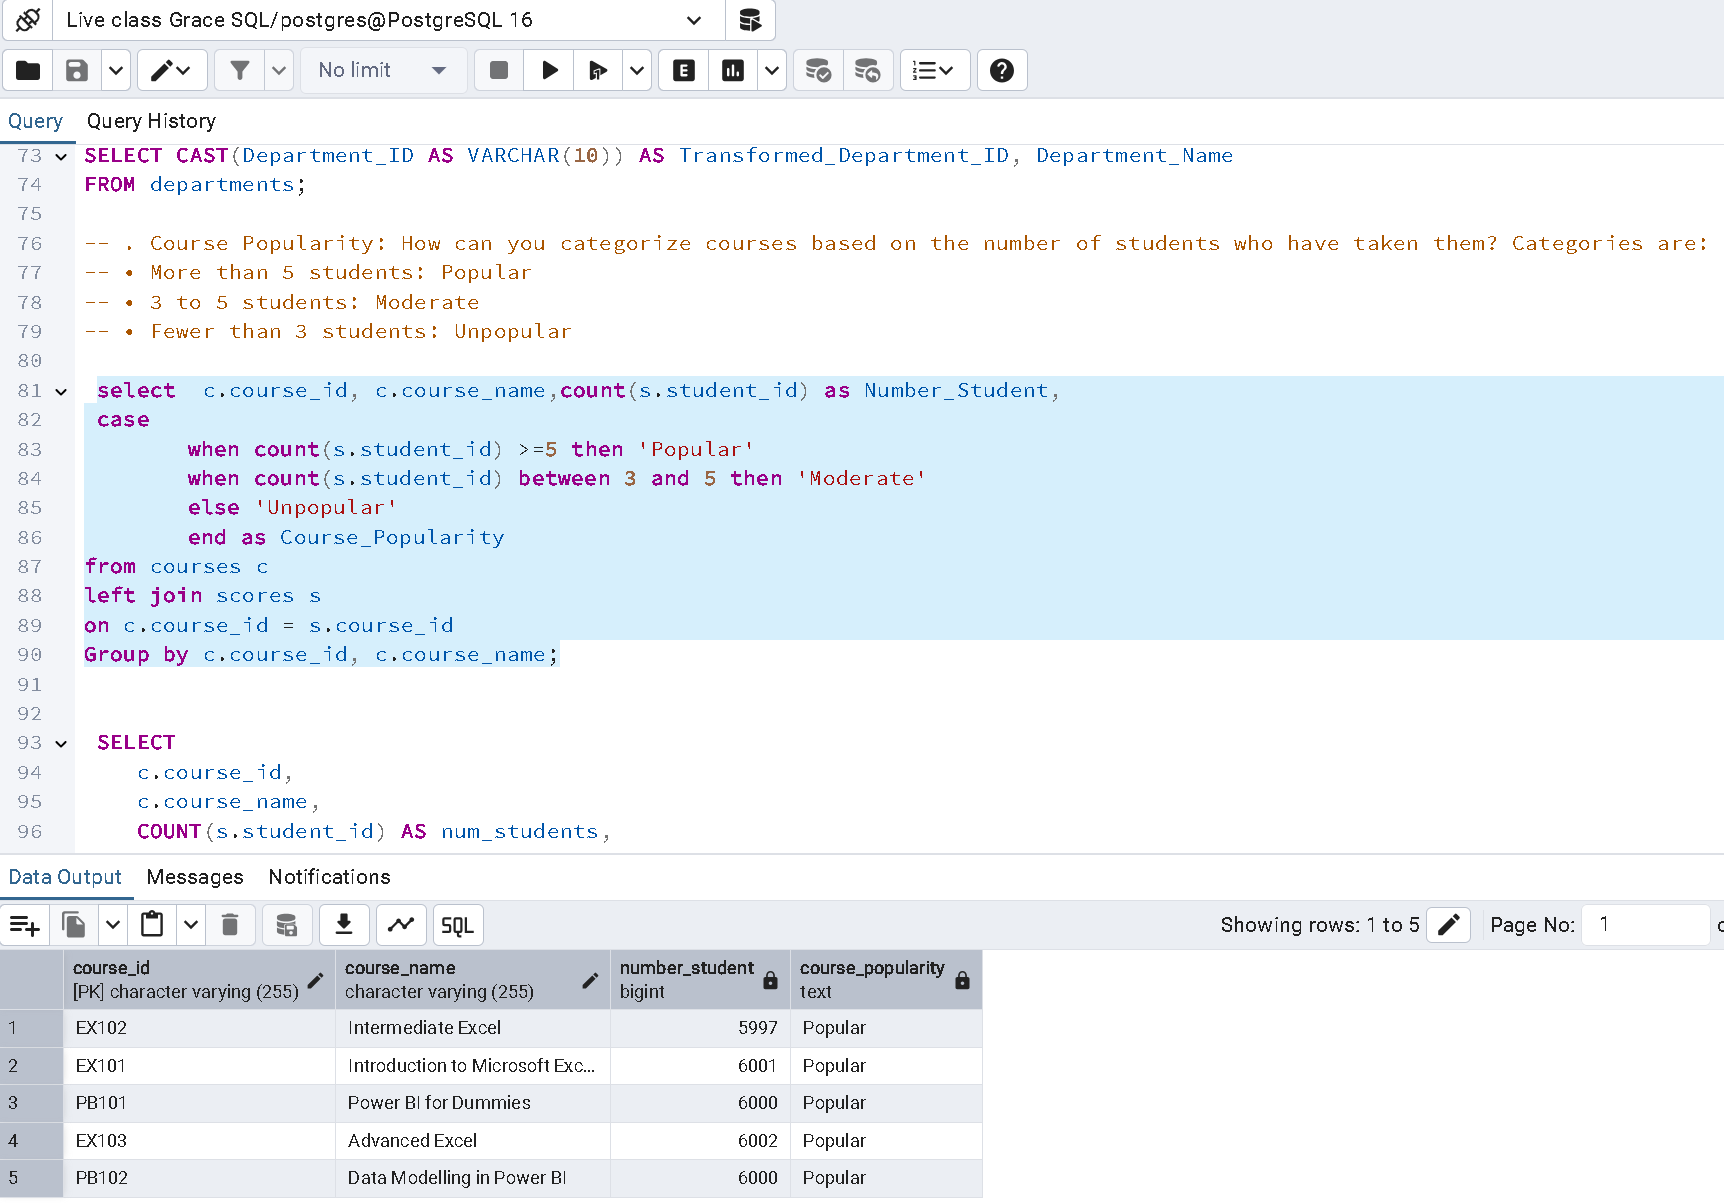 Live class Grace SQL/postgres@PostgreSQL 16
No limit
E
Query Query History
73 SELECT CAST(Department_ID AS VARCHAR(10)) AS Transformed_Department_ID, Department_Name
74 FROM departments;
75
76 -- . Course Popularity: How can you categorize courses based on the number of students who have taken them? Categories are:
77 -- • More than 5 students: Popular
78 -- • 3 to 5 students: Moderate
79 -- • Fewer than 3 students: Unpopular
80
81 select c.course_id, c.course_name,count(s.student_id) as Number_Student,
82 case
83 when count(s.student_id) >=5 then 'Popular'
84 when count(s.student_id) between 3 and 5 then 'Moderate'
85 else 'Unpopular'
86 end as Course_Popularity
87 from courses c
88 left join scores s
89 on c.course_id = s.course_id
90 Group by c.course_id, c.course_name;
91
92
93 SELECT
94 c.course_id,
95 c.course_name,
96 COUNT(s.student_id) AS num_students,
Data Output Messages Notifications
SQL Showing rows: 1 to 5 Page No: 1
course_id course_name number_student course_popularity
[PK] character varying (255) character varying (255) bigint text
1 EX102 Intermediate Excel 5997 Popular
2 EX101 Introduction to Microsoft Exc... 6001 Popular
3 PB101 Power BI for Dummies 6000 Popular
4 EX103 Advanced Excel 6002 Popular
5 PB102 Data Modelling in Power BI 6000 Popular